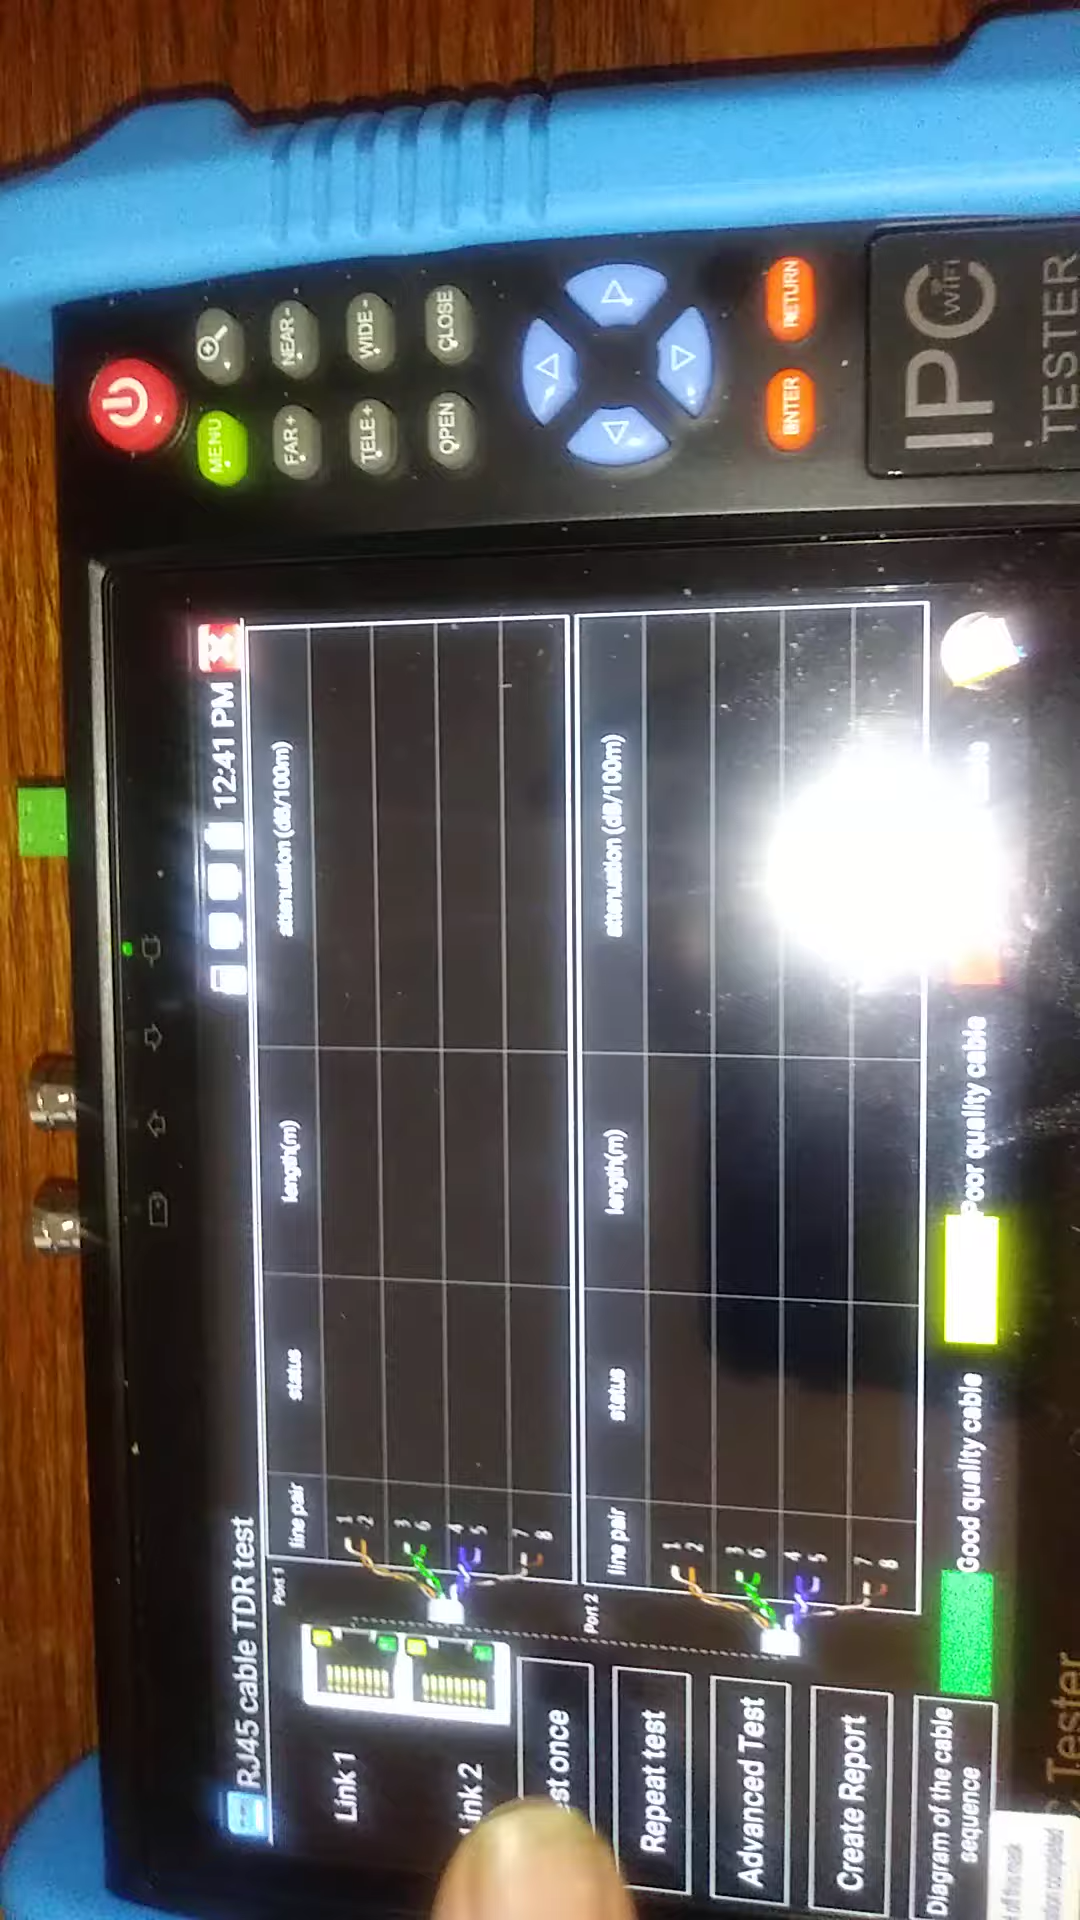 MENU
FAR+
NEAR-
TELE+
WIDE-
OPEN
CLOSE
ENTER
RETURN
IPC
WiFi
TESTER
RJ45 cable TDR test
12:41 PM
Link 1
Link 2
Port 1
line pair
status
length(m)
attenuation (dB/100m)
1
2
3
6
4
5
7
8
Port 2
line pair
status
length(m)
attenuation (dB/100m)
1
2
3
6
4
5
7
8
Repeat test
Advanced Test
Create Report
Diagram of the cable
sequence
Good quality cable
Poor quality cable
Tester